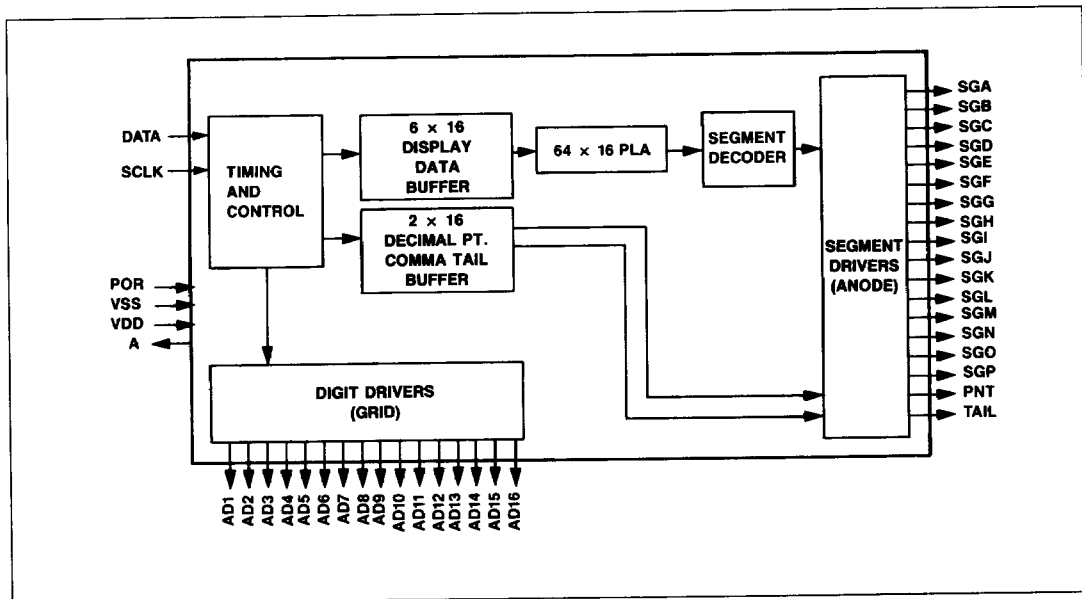 DATA
SCLK
POR
VSS
VDD
A
TIMING
AND
CONTROL
6 × 16
DISPLAY
DATA
BUFFER
2 × 16
DECIMAL PT.
COMMA TAIL
BUFFER
64 × 16 PLA
SEGMENT
DECODER
SEGMENT
DRIVERS
(ANODE)
SGA
SGB
SGC
SGD
SGE
SGF
SGG
SGH
SGI
SGJ
SGK
SGL
SGM
SGN
SGO
SGP
PNT
TAIL
DIGIT DRIVERS
(GRID)
AD1
AD2
AD3
AD4
AD5
AD6
AD7
AD8
AD9
AD10
AD11
AD12
AD13
AD14
AD15
AD16